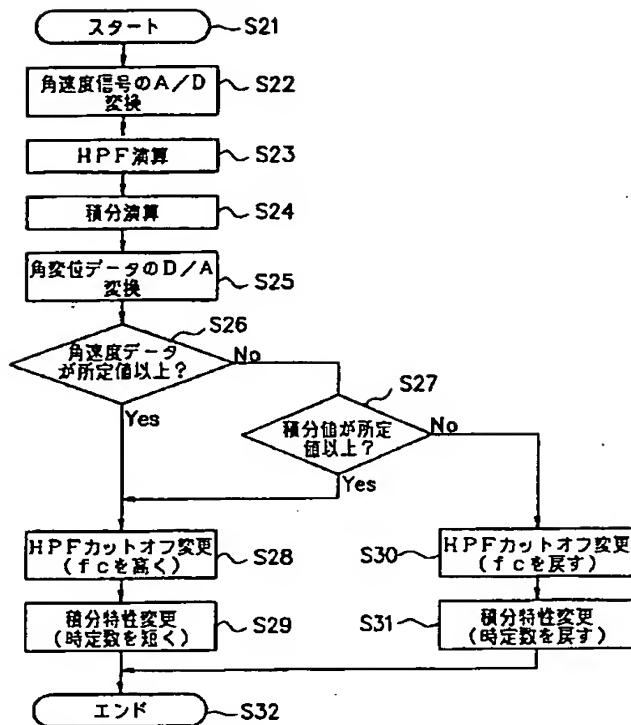 スタート
S21
角速度信号のA/D
変換
S22
HPF演算
S23
積分演算
S24
角変位データのD/A
変換
S25
S26
角速度データ
が所定値以上?
No
Yes
S27
積分値が所定
値以上?
No
Yes
HPFカットオフ変更
(fcを高く)
S28
S30
HPFカットオフ変更
(fcを戻す)
積分特性変更
(時定数を短く)
S29
S31
積分特性変更
(時定数を戻す)
エンド
S32